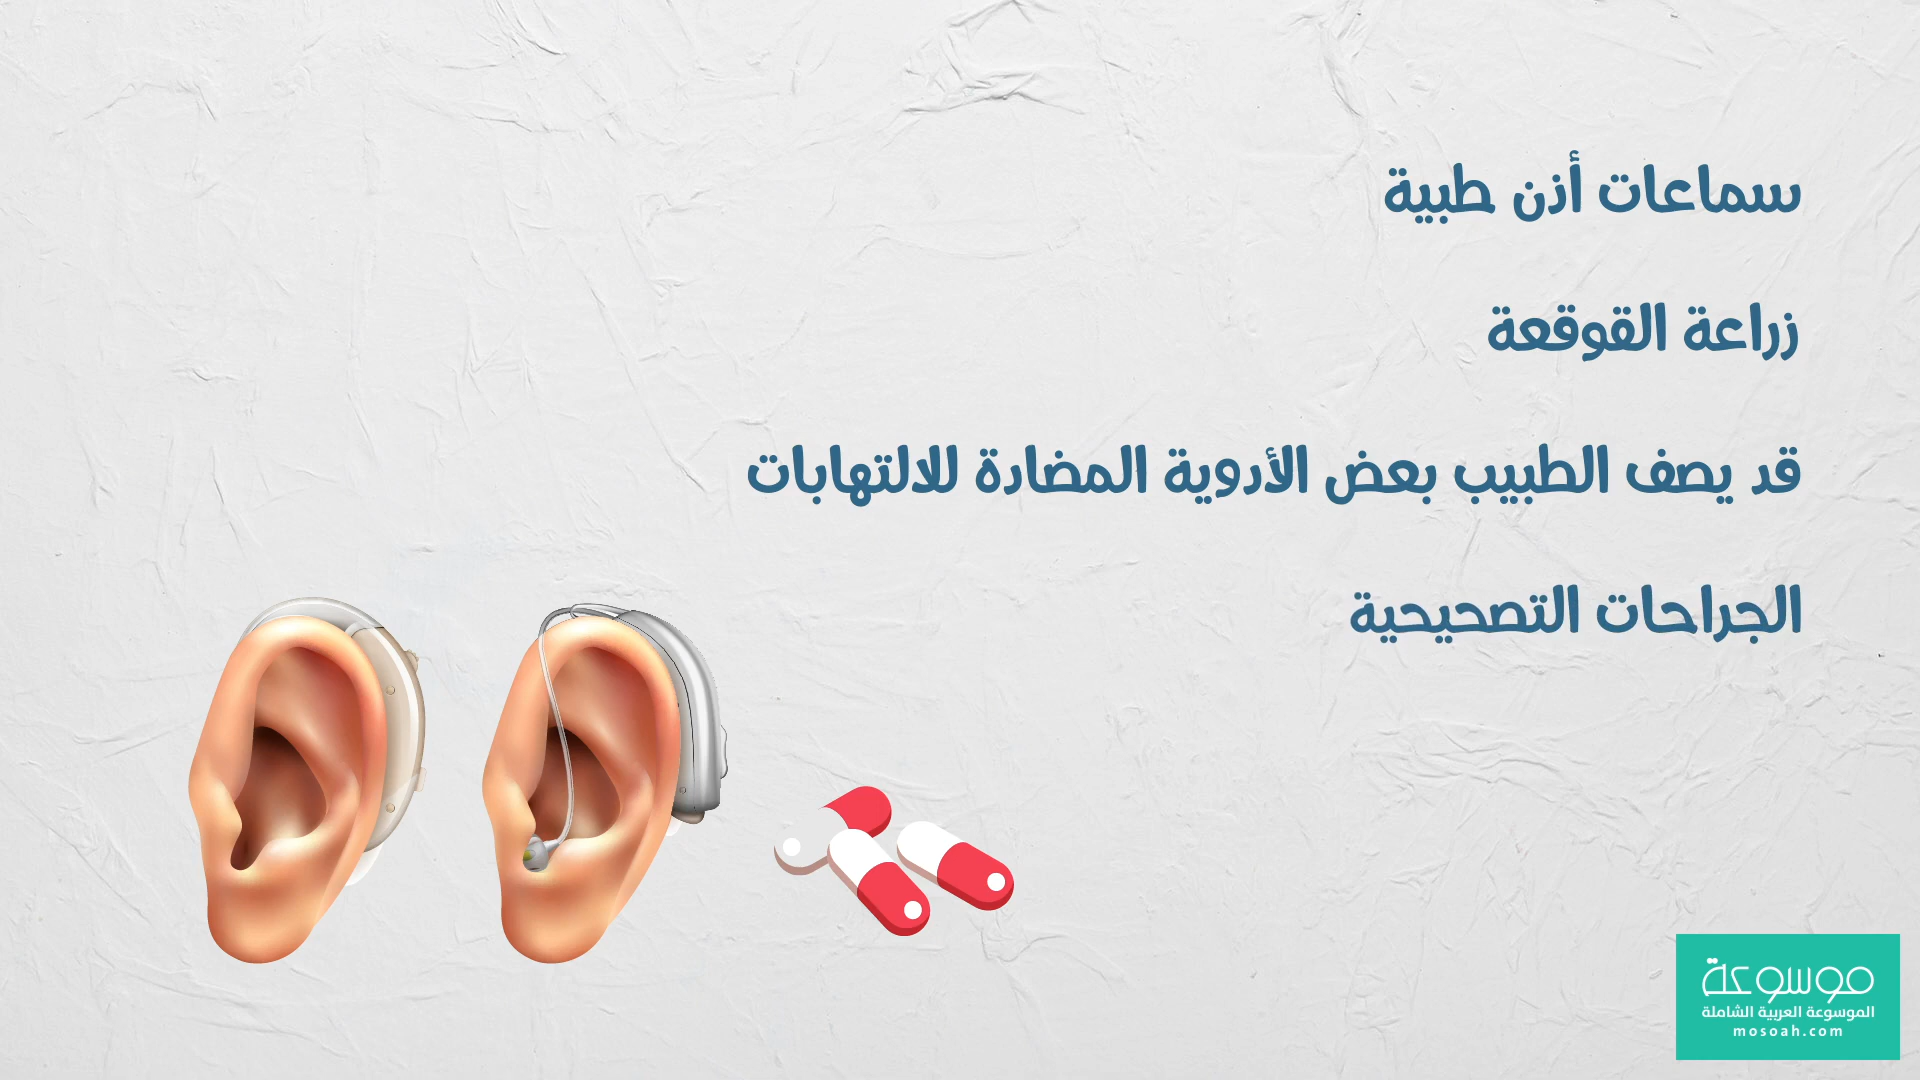 سماعات أذن طبية
زراعة القوقعة
قد يصف الطبيب بعض الأدوية المضادة للالتهابات
الجراحات التصحيحية
موسوعة
الموسوعة العربية الشاملة
mosoah.com